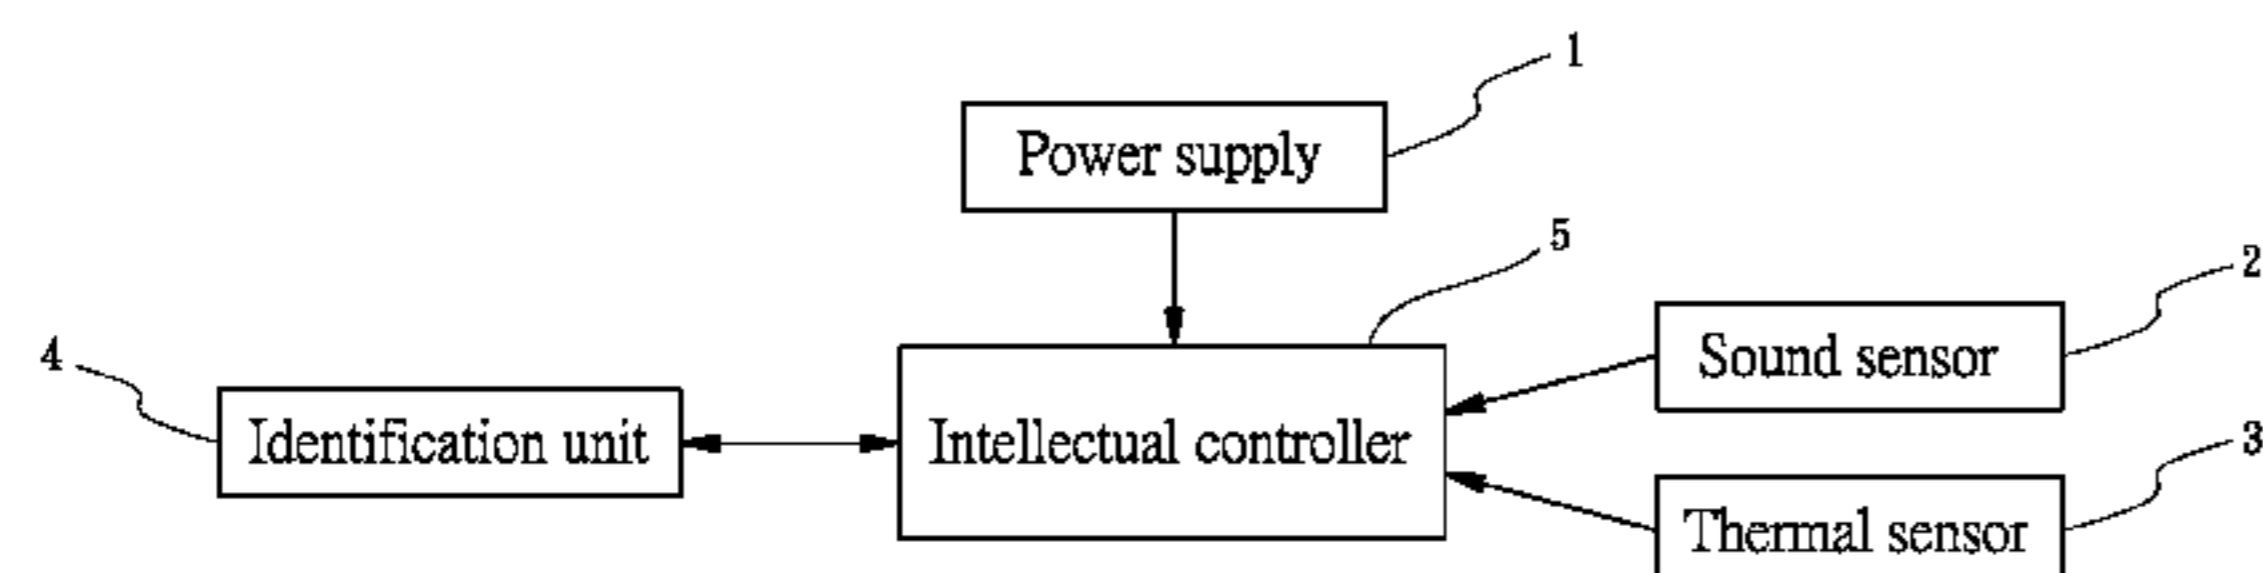 1
Power supply
5
2
Sound sensor
4
Identification unit
Intellectual controller
3
Thermal sensor